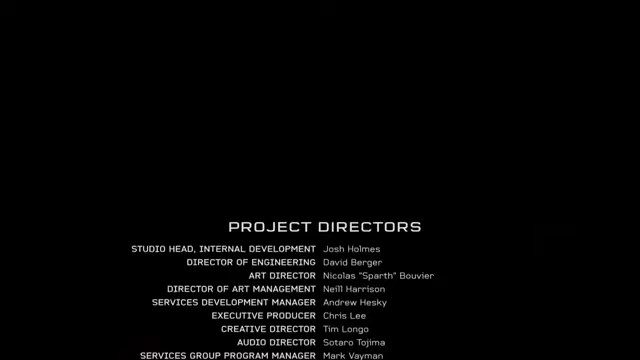 PROJECT DIRECTORS
STUDIO HEAD, INTERNAL DEVELOPMENT Josh Holmes
DIRECTOR OF ENGINEERING David Berger
ART DIRECTOR Nicolas "Sparth" Bouvier
DIRECTOR OF ART MANAGEMENT Neill Harrison
SERVICES DEVELOPMENT MANAGER Andrew Hesky
EXECUTIVE PRODUCER Chris Lee
CREATIVE DIRECTOR Tim Longo
AUDIO DIRECTOR Sotaro Tojima
SERVICES GROUP PROGRAM MANAGER Mark Vayman